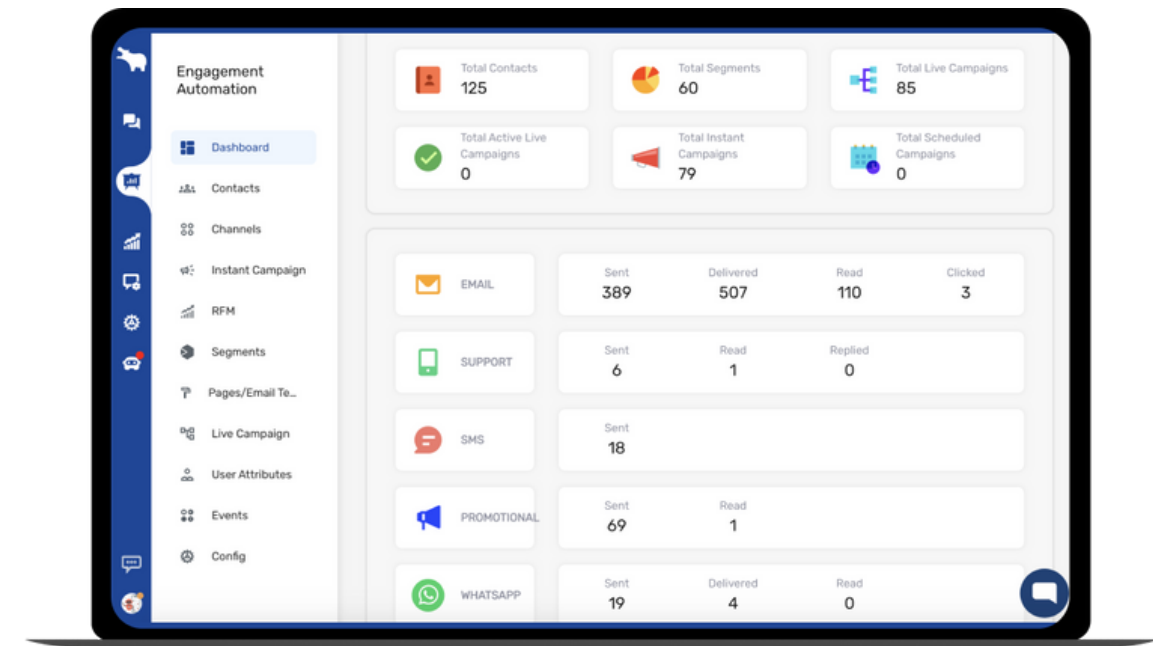 Engagement
Automation
Dashboard
Contacts
Channels
Instant Campaign
RFM
Segments
Pages/Email Te...
Live Campaign
User Attributes
Events
Config
Total Contacts
125
Total Segments
60
Total Live Campaigns
85
Total Active Live
Campaigns
0
Total Instant
Campaigns
79
Total Scheduled
Campaigns
0
EMAIL
Sent
389
Delivered
507
Read
110
Clicked
3
SUPPORT
Sent
6
Read
1
Replied
0
SMS
Sent
18
PROMOTIONAL
Sent
69
Read
1
WHATSAPP
Sent
19
Delivered
4
Read
0